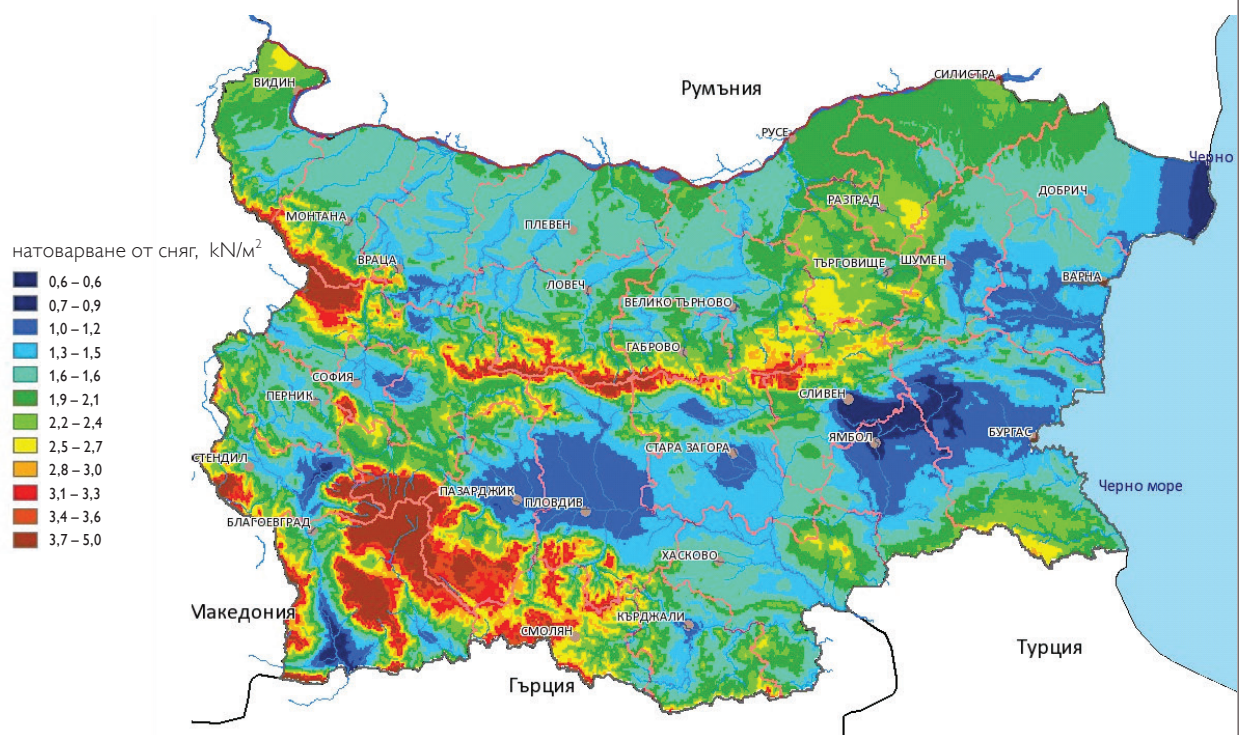 натоварване от сняг, kN/м²
0,6 – 0,6
0,7 – 0,9
1,0 – 1,2
1,3 – 1,5
1,6 – 1,6
1,9 – 2,1
2,2 – 2,4
2,5 – 2,7
2,8 – 3,0
3,1 – 3,3
3,4 – 3,6
3,7 – 5,0
Румъния
СИЛИСТРА
ВИДИН
РУСЕ
Черно
ДОБРИЧ
РАЗГРАД
МОНТАНА
ПЛЕВЕН
ВРАЦА
ТЪРГОВИЩЕ
ШУМЕН
ВАРНА
ЛОВЕЧ
ВЕЛИКО ТЪРНОВО
ГАБРОВО
СОФИЯ
ПЕРНИК
СЛИВЕН
ЯМБОЛ
БУРГАС
СТАРА ЗАГОРА
СТЕНДИЛ
Черно море
ПАЗАРДЖИК
ПЛОВДИВ
БЛАГОЕВГРАД
ХАСКОВО
Македония
КЪРДЖАЛИ
СМОЛЯН
Турция
Гърция